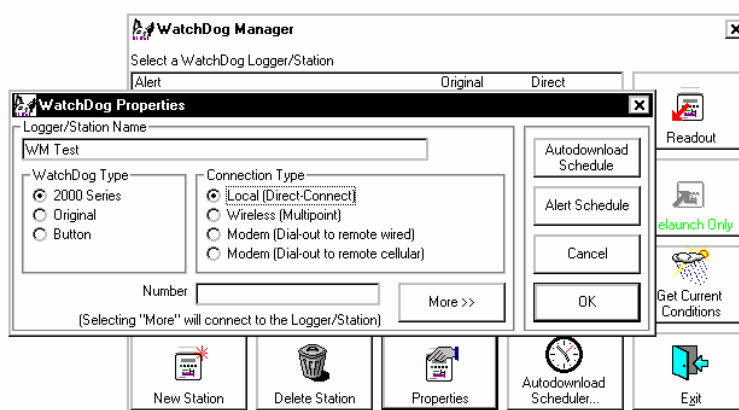 WatchDog Manager
Select a WatchDog Logger/Station
Alert Original Direct
WatchDog Properties
Logger/Station Name
WM Test
WatchDog Type
2000 Series
Original
Button
Connection Type
Local (Direct-Connect)
Wireless (Multipoint)
Modem (Dial-out to remote wired)
Modem (Dial-out to remote cellular)
Number
More >>
(Selecting "More" will connect to the Logger/Station)
Autodownload
Schedule
Alert Schedule
Cancel
OK
Readout
elaunch Only
Get Current
Conditions
New Station
Delete Station
Properties
Autodownload
Scheduler...
Exit